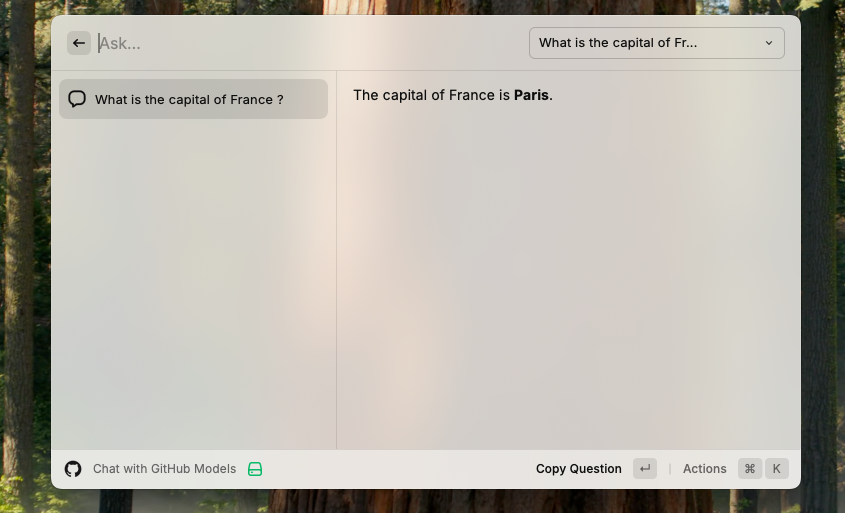 Ask...
What is the capital of Fr...
What is the capital of France ?
The capital of France is Paris.
Chat with GitHub Models
Copy Question
Actions ⌘ K